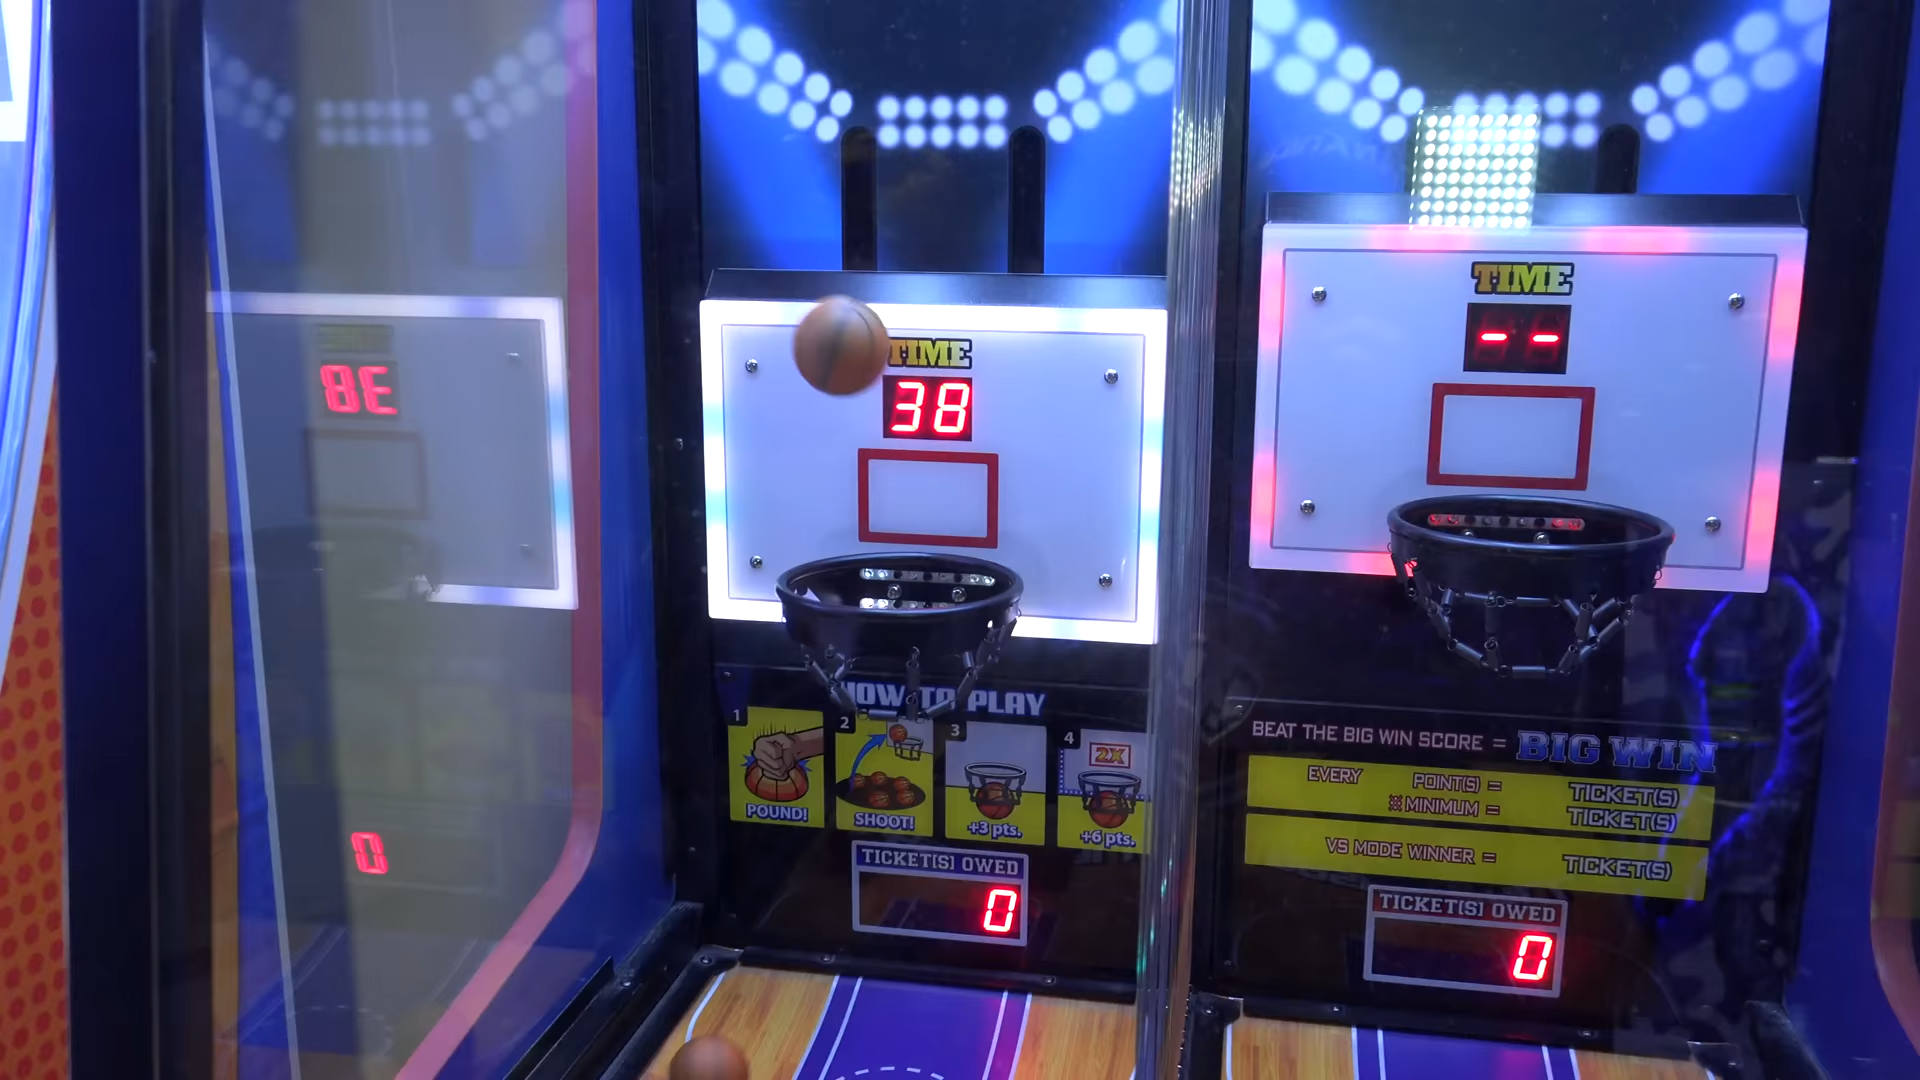 TIME
38
HOW TO PLAY
1
POUND!
2
SHOOT!
3
+3 pts.
4
2X
+6 pts.
TICKET(S) OWED
0
TIME
--
BEAT THE BIG WIN SCORE = BIG WIN
EVERY POINT(S) = TICKET(S)
※MINIMUM = TICKET(S)
VS MODE WINNER = TICKET(S)
TICKET(S) OWED
0